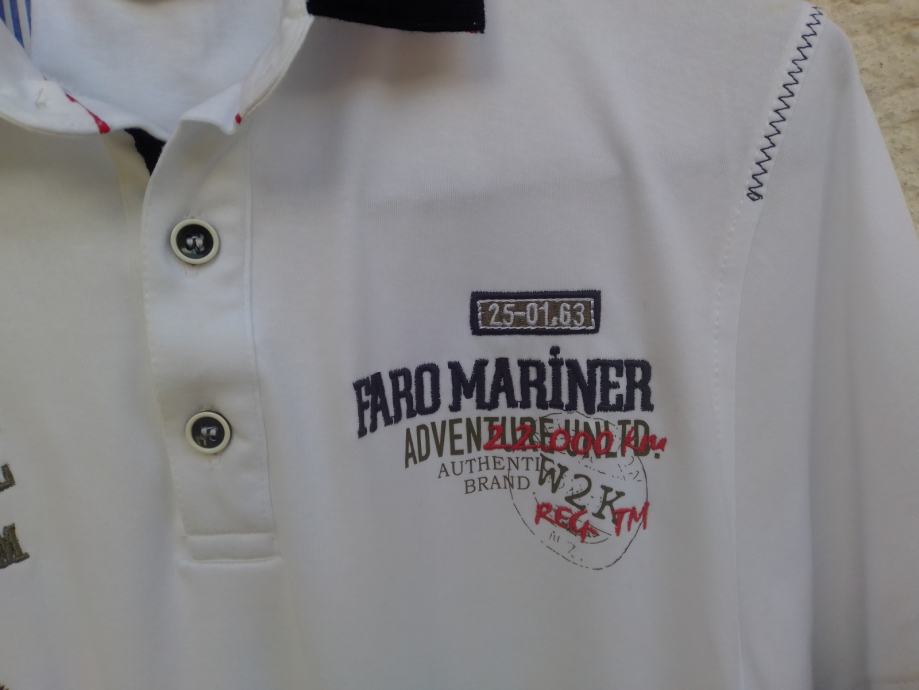 25-01.63
FARO MARİNER
ADVENTURE UNLTD.
22.000 km
AUTHENTI
BRAND
W2K
REG TM
N.Z.
M